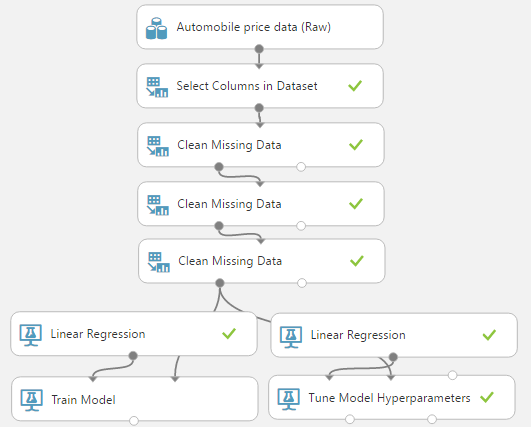 Automobile price data (Raw)
Select Columns in Dataset
Clean Missing Data
Clean Missing Data
Clean Missing Data
Linear Regression
Linear Regression
Train Model
Tune Model Hyperparameters